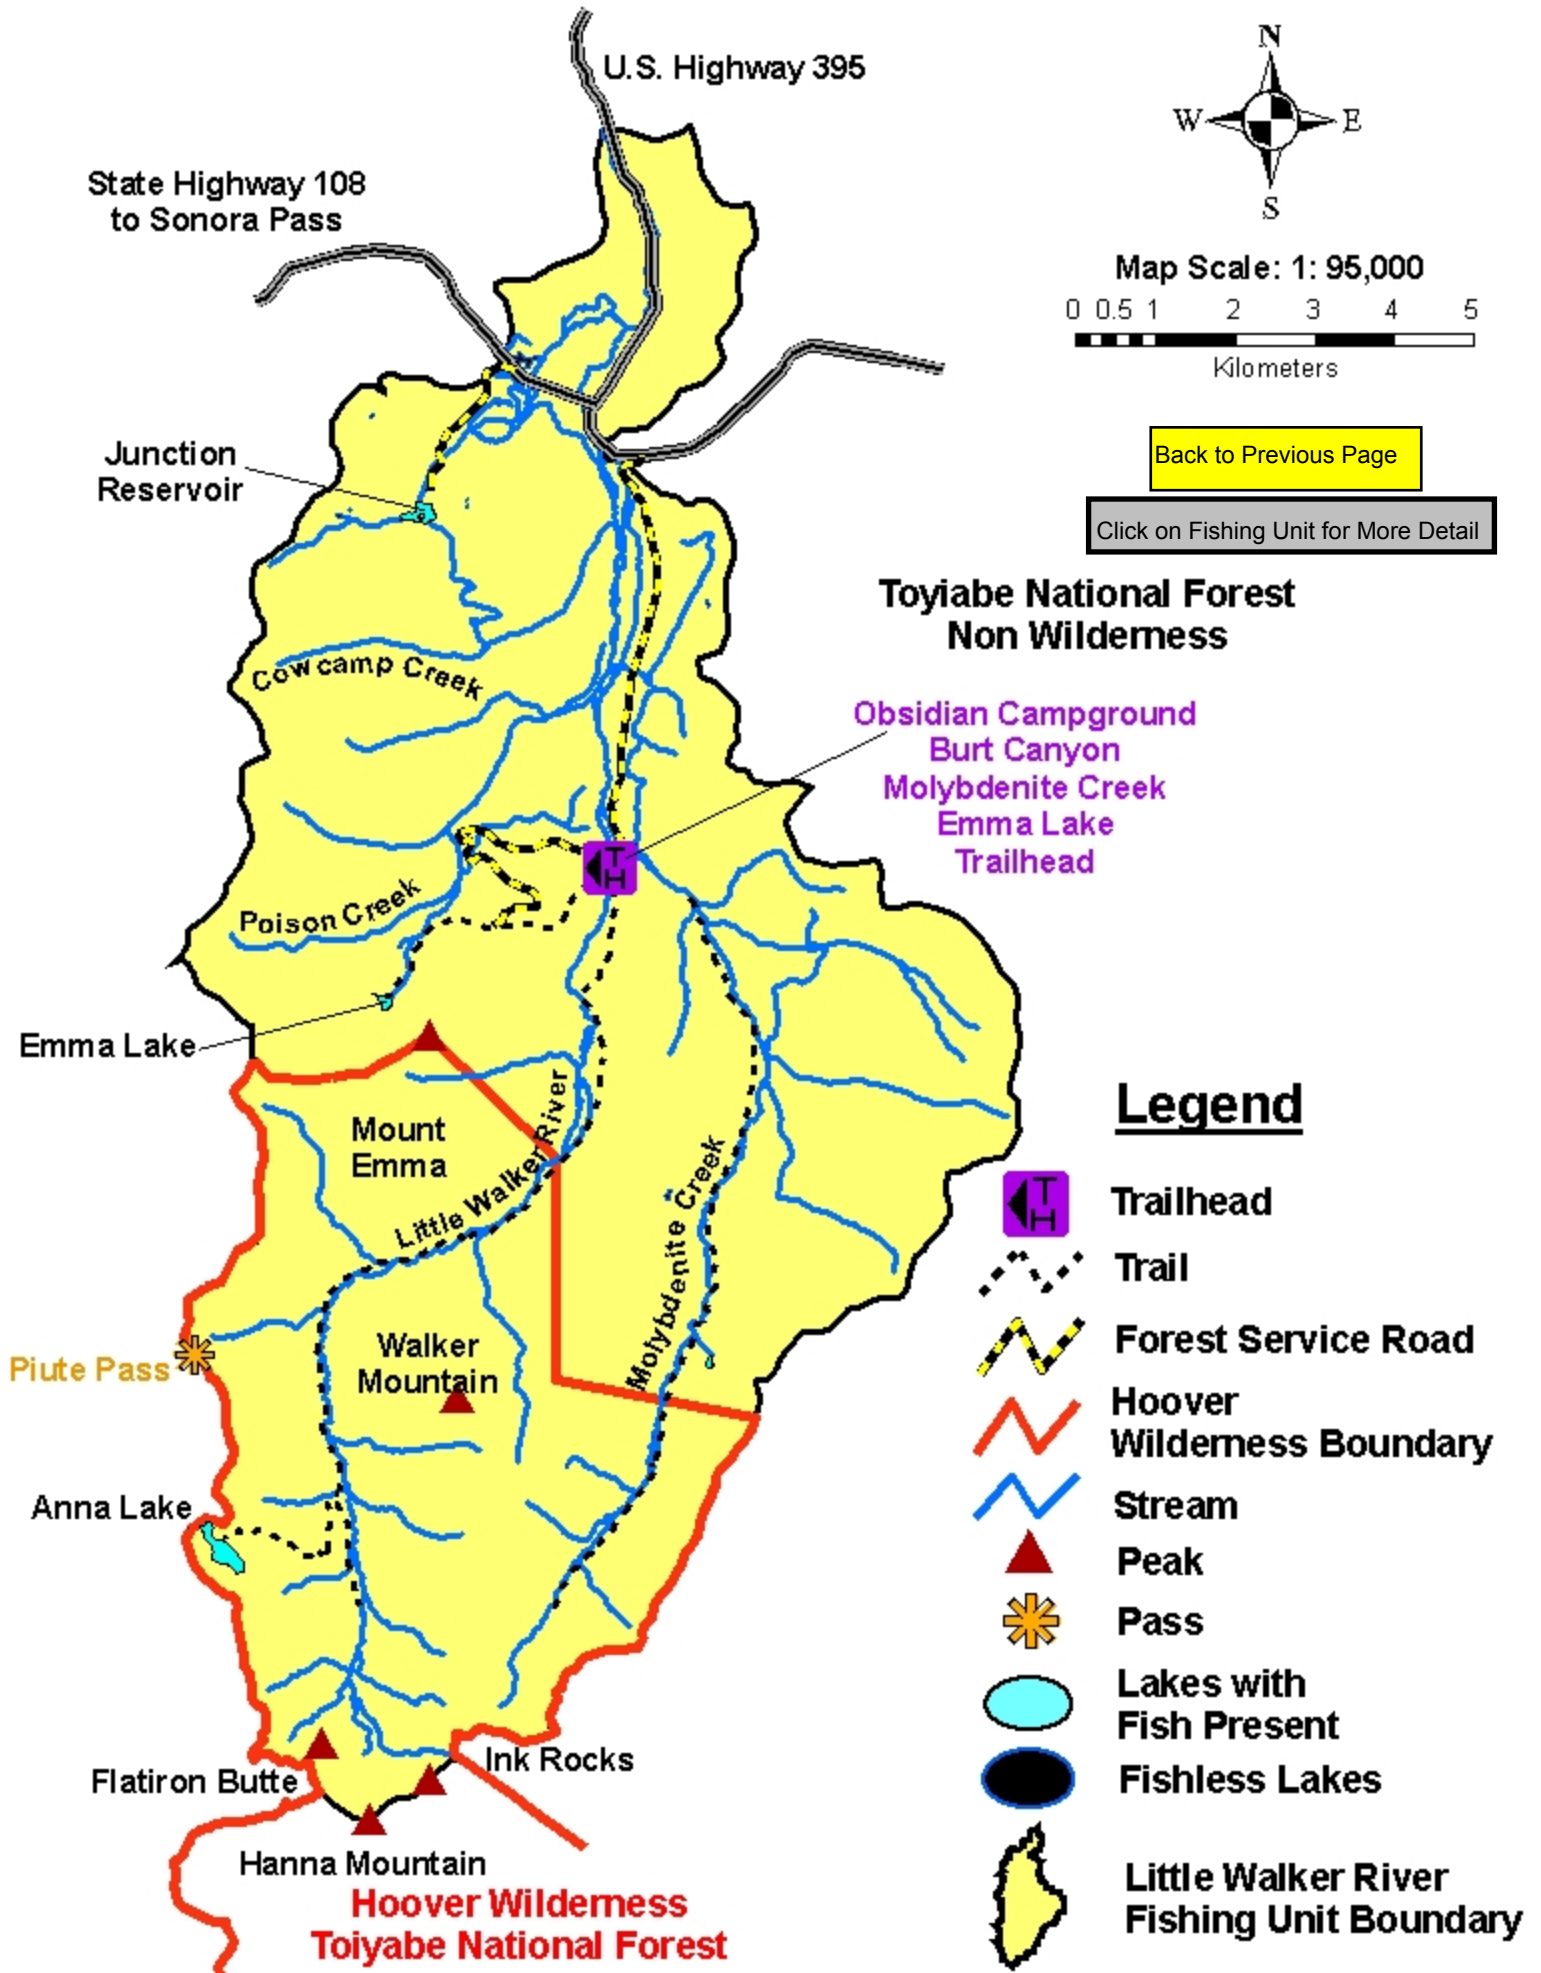 U.S. Highway 395
N
W
E
S
State Highway 108
to Sonora Pass
Map Scale: 1: 95,000
0 0.5 1 2 3 4 5
Kilometers
Back to Previous Page
Click on Fishing Unit for More Detail
Junction
Reservoir
Toyiabe National Forest
Non Wilderness
Cowcamp Creek
Obsidian Campground
Burt Canyon
Molybdenite Creek
Emma Lake
Trailhead
T
H
Poison Creek
Emma Lake
Mount
Emma
Little Walker River
Molybdenite Creek
Walker
Mountain
Piute Pass
Anna Lake
Ink Rocks
Flatiron Butte
Hanna Mountain
Hoover Wilderness
Toiyabe National Forest
Legend
T
H
Trailhead
Trail
Forest Service Road
Hoover
Wilderness Boundary
Stream
Peak
Pass
Lakes with
Fish Present
Fishless Lakes
Little Walker River
Fishing Unit Boundary